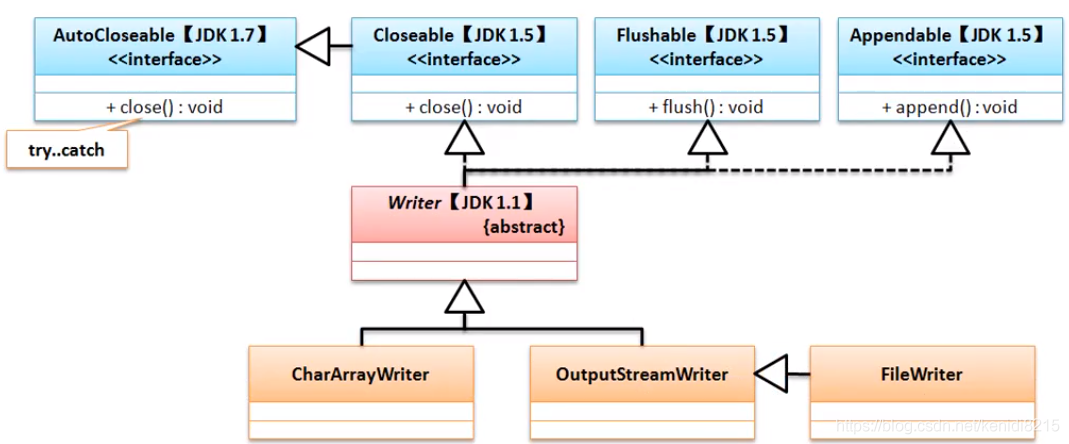 AutoCloseable【JDK 1.7】
<<interface>>
+ close() : void
try..catch
Closeable【JDK 1.5】
<<interface>>
+ close() : void
Flushable【JDK 1.5】
<<interface>>
+ flush() : void
Appendable【JDK 1.5】
<<interface>>
+ append() : void
Writer【JDK 1.1】
{abstract}
CharArrayWriter
OutputStreamWriter
FileWriter
https://blog.csdn.net/kenidi8215